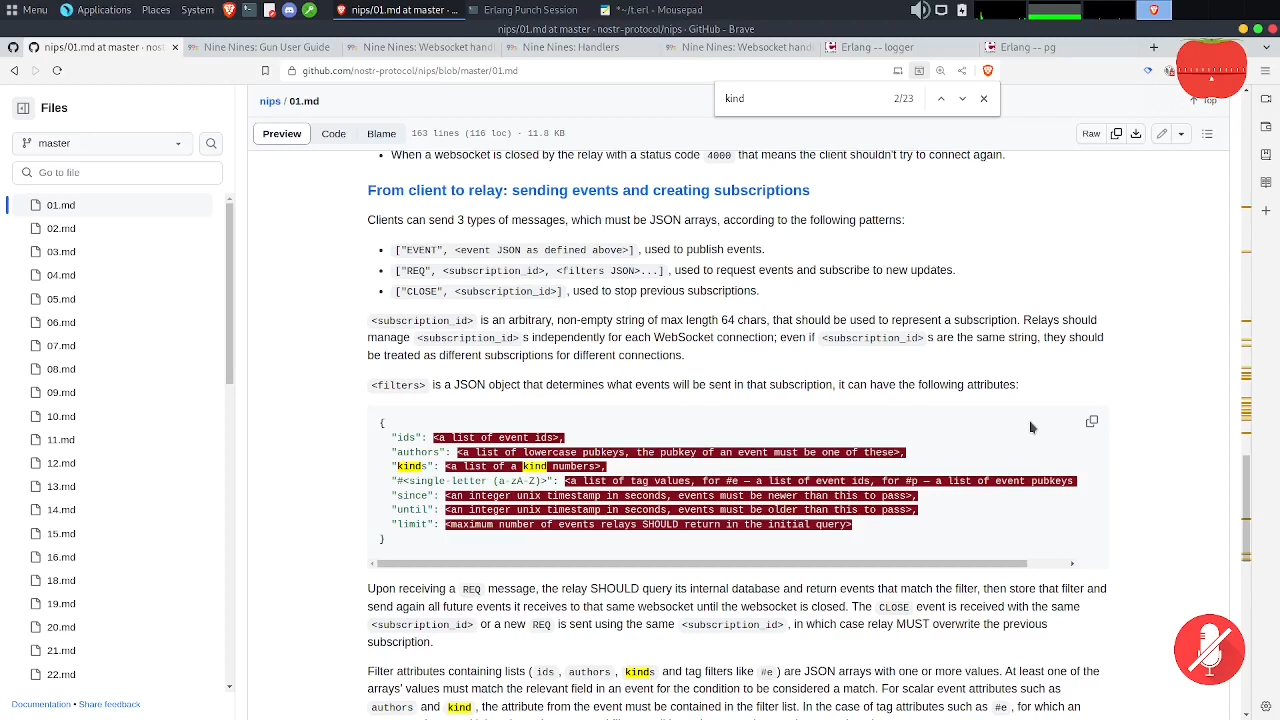 Menu Applications Places System nips/01.md at master - ... Erlang Punch Session *~/t.erl - Mousepad
nips/01.md at master · nostr-protocol/nips · GitHub - Brave
nips/01.md at master · nost Nine Nines: Gun User Guide Nine Nines: Websocket hand Nine Nines: Handlers Nine Nines: Websocket handl Erlang -- logger Erlang -- pg
github.com/nostr-protocol/nips/blob/master/01.md
kind 2/23
Files
nips / 01.md
Top
master
Preview Code Blame 163 lines (116 loc) · 11.8 KB Raw
Go to file
01.md
02.md
03.md
04.md
05.md
06.md
07.md
08.md
09.md
10.md
11.md
12.md
13.md
14.md
15.md
16.md
18.md
19.md
20.md
21.md
22.md
Documentation • Share feedback
• When a websocket is closed by the relay with a status code 4000 that means the client shouldn't try to connect again.
From client to relay: sending events and creating subscriptions
Clients can send 3 types of messages, which must be JSON arrays, according to the following patterns:
• ["EVENT", <event JSON as defined above>], used to publish events.
• ["REQ", <subscription_id>, <filters JSON>...], used to request events and subscribe to new updates.
• ["CLOSE", <subscription_id>], used to stop previous subscriptions.
<subscription_id> is an arbitrary, non-empty string of max length 64 chars, that should be used to represent a subscription. Relays should
manage <subscription_id>s independently for each WebSocket connection; even if <subscription_id>s are the same string, they should
be treated as different subscriptions for different connections.
<filters> is a JSON object that determines what events will be sent in that subscription, it can have the following attributes:
{
"ids": <a list of event ids>,
"authors": <a list of lowercase pubkeys, the pubkey of an event must be one of these>,
"kinds": <a list of a kind numbers>,
"#<single-letter (a-zA-Z)>": <a list of tag values, for #e — a list of event ids, for #p — a list of event pubkeys
"since": <an integer unix timestamp in seconds, events must be newer than this to pass>,
"until": <an integer unix timestamp in seconds, events must be older than this to pass>,
"limit": <maximum number of events relays SHOULD return in the initial query>
}
Upon receiving a REQ message, the relay SHOULD query its internal database and return events that match the filter, then store that filter and
send again all future events it receives to that same websocket until the websocket is closed. The CLOSE event is received with the same
<subscription_id> or a new REQ is sent using the same <subscription_id>, in which case relay MUST overwrite the previous
subscription.
Filter attributes containing lists (ids, authors, kinds and tag filters like #e) are JSON arrays with one or more values. At least one of the
arrays' values must match the relevant field in an event for the condition to be considered a match. For scalar event attributes such as
authors and kind, the attribute from the event must be contained in the filter list. In the case of tag attributes such as #e, for which an